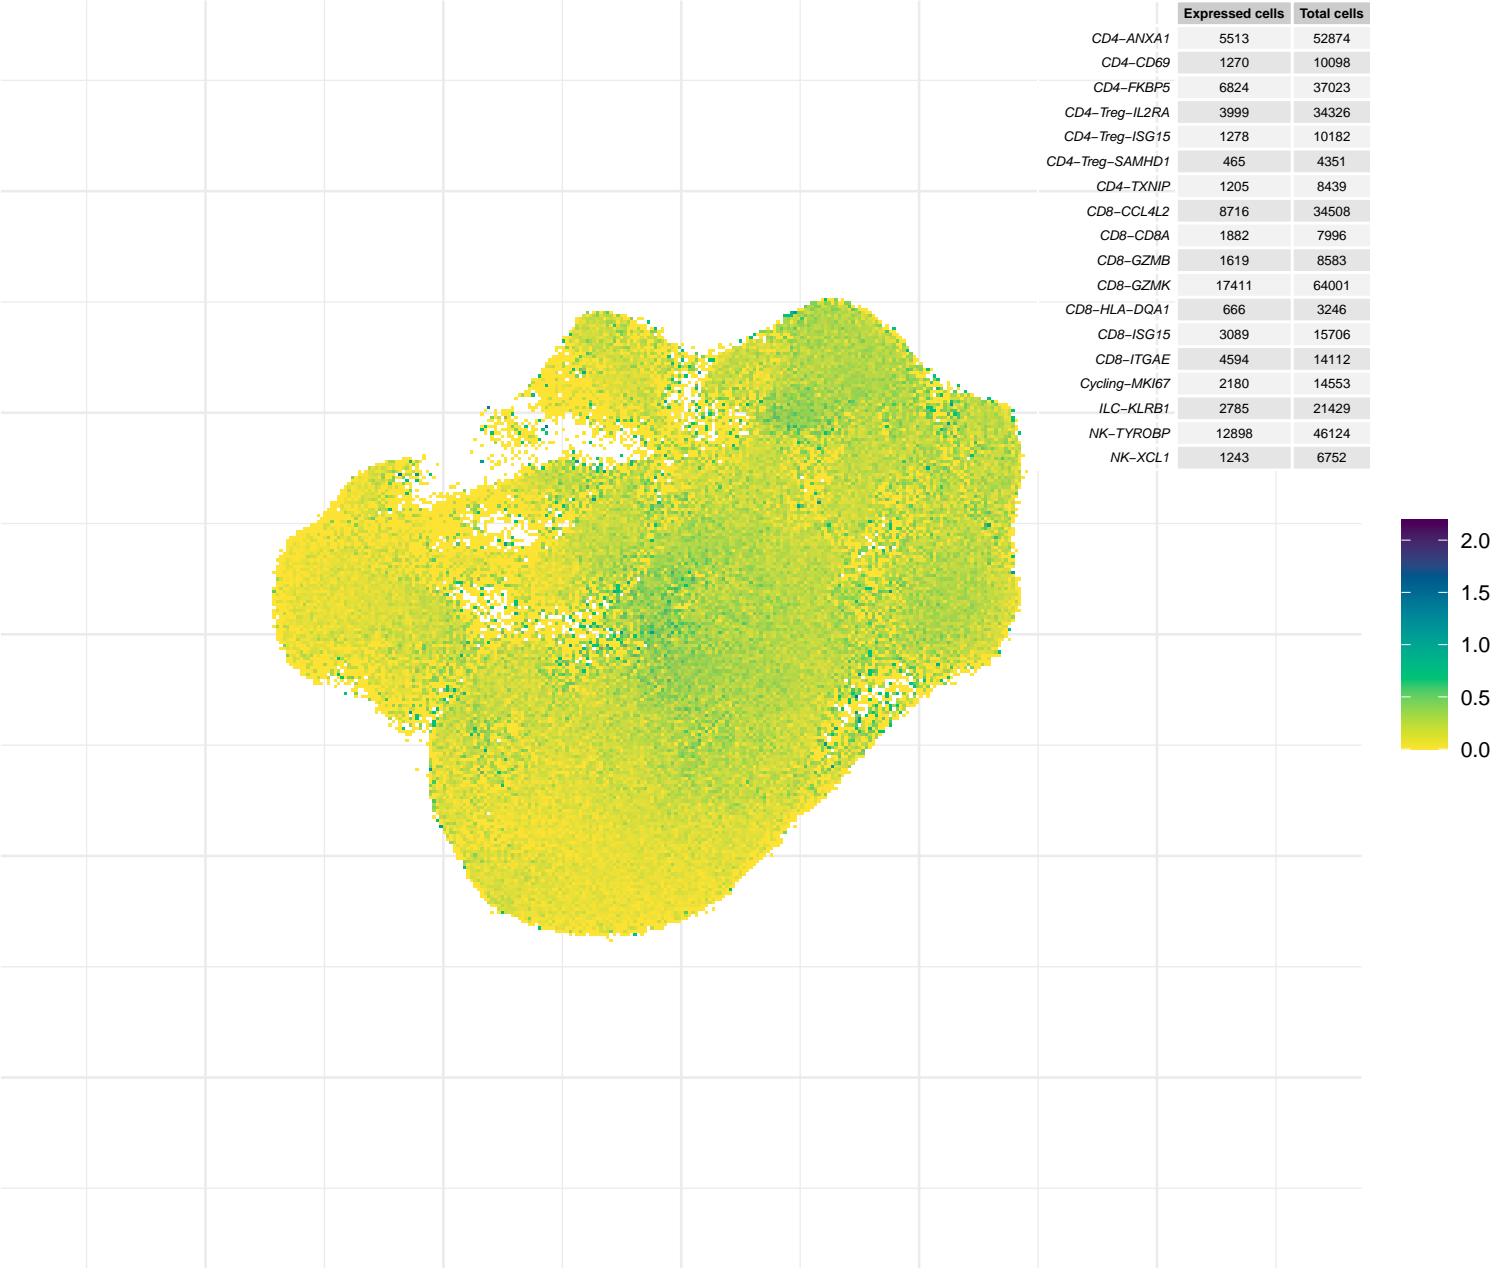 Expressed cells Total cells
CD4−ANXA1 5513 52874
CD4−CD69 1270 10098
CD4−FKBP5 6824 37023
CD4−Treg−IL2RA 3999 34326
CD4−Treg−ISG15 1278 10182
CD4−Treg−SAMHD1 465 4351
CD4−TXNIP 1205 8439
CD8−CCL4L2 8716 34508
CD8−CD8A 1882 7996
CD8−GZMB 1619 8583
CD8−GZMK 17411 64001
CD8−HLA−DQA1 666 3246
CD8−ISG15 3089 15706
CD8−ITGAE 4594 14112
Cycling−MKI67 2180 14553
ILC−KLRB1 2785 21429
NK−TYROBP 12898 46124
NK−XCL1 1243 6752
2.0
1.5
1.0
0.5
0.0